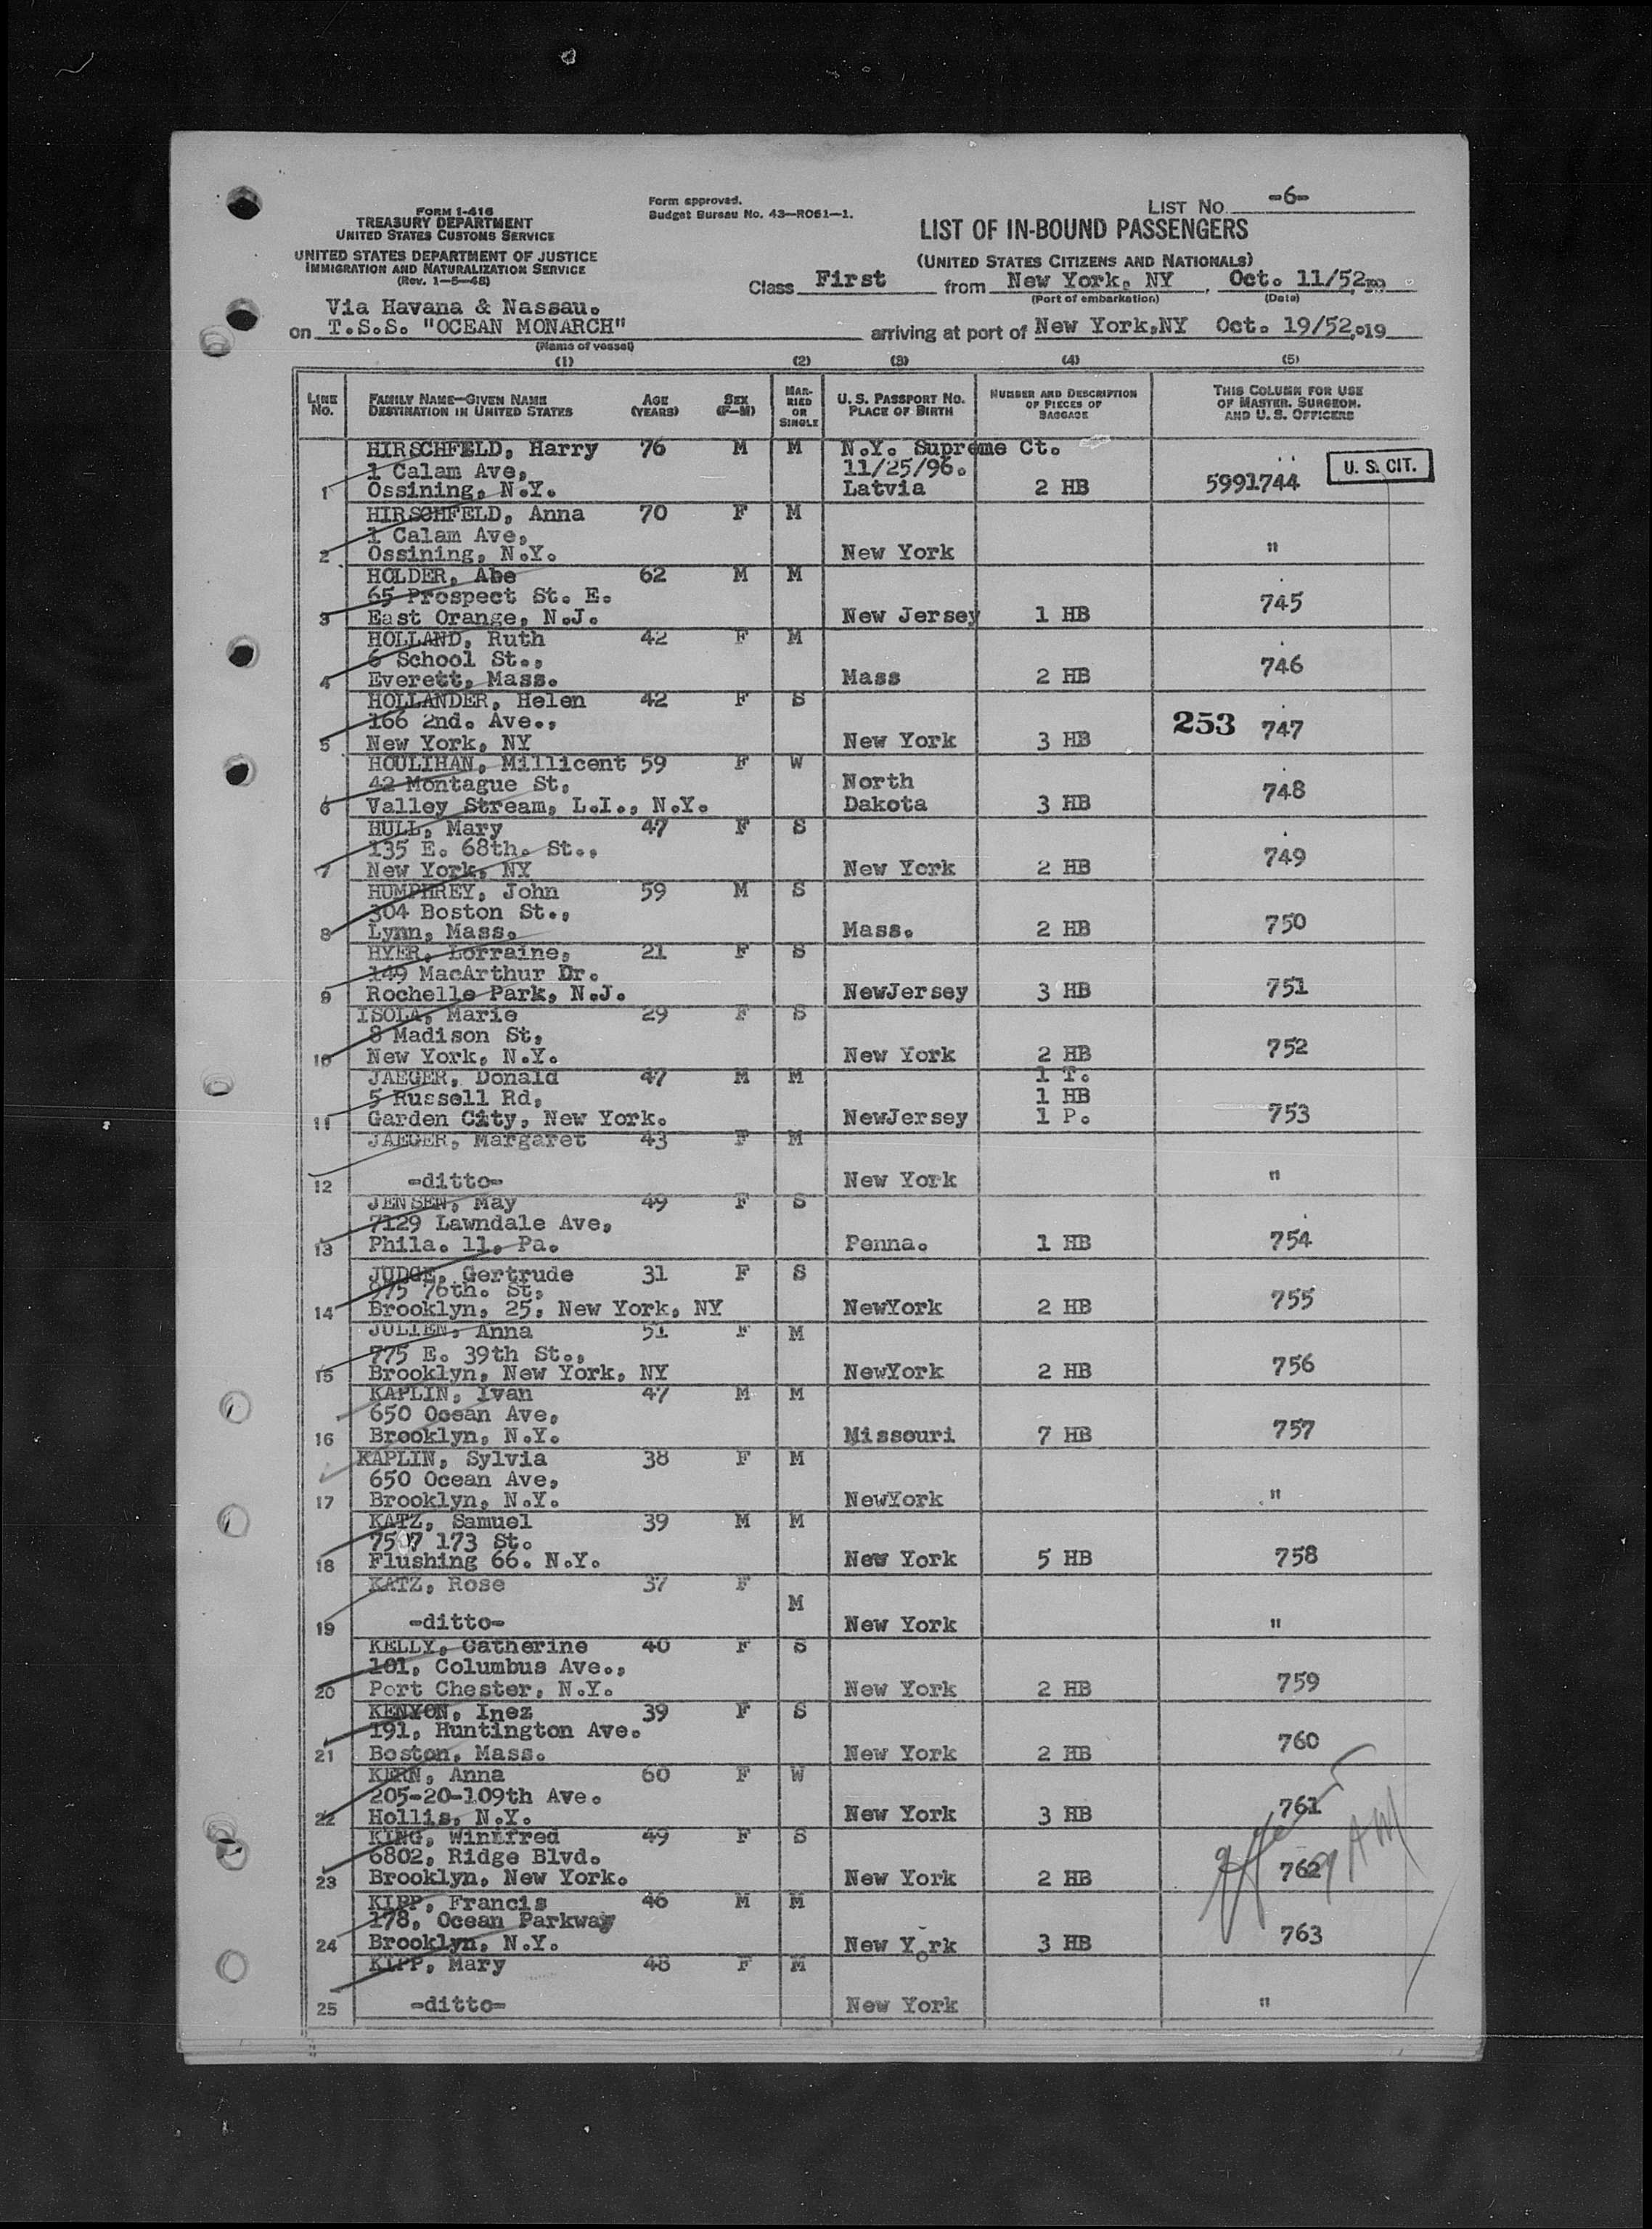 FORM I-416
TREASURY DEPARTMENT
UNITED STATES CUSTOMS SERVICE
UNITED STATES DEPARTMENT OF JUSTICE
IMMIGRATION AND NATURALIZATION SERVICE
(Rev. 1-5-48)
Form approved.
Budget Bureau No. 43-R061-1.
LIST NO. -6-
LIST OF IN-BOUND PASSENGERS
(UNITED STATES CITIZENS AND NATIONALS)
Class First from New York, NY, Oct. 11/52
(Port of embarkation) (Date)
Via Havana & Nassau.
on T.S.S. "OCEAN MONARCH" arriving at port of New York,NY Oct. 19/52, 19
(Name of vessel)
(1) (2) (3) (4) (5)
LINE NO. FAMILY NAME-GIVEN NAME DESTINATION IN UNITED STATES AGE (YEARS) SEX (F-M) MARRIED OR SINGLE U. S. PASSPORT NO. PLACE OF BIRTH NUMBER AND DESCRIPTION OF PIECES OF BAGGAGE THIS COLUMN FOR USE OF MASTER, SURGEON, AND U. S. OFFICERS
HIRSCHFELD, Harry 76 M M N.Y. Supreme Ct.
1 Calam Ave, 11/25/96.
1 Ossining, N.Y. Latvia 2 HB 5991744 U. S. CIT.
HIRSCHFELD, Anna 70 F M
1 Calam Ave,
2 Ossining, N.Y. New York "
HOLDER, Abe 62 M M
65 Prospect St. E. 745
3 East Orange, N.J. New Jersey 1 HB
HOLLAND, Ruth 42 F M
6 School St., 746
4 Everett, Mass. Mass 2 HB
HOLLANDER, Helen 42 F S
166 2nd. Ave., 253 747
5 New York, NY New York 3 HB
HOULIHAN, Millicent 59 F W
42 Montague St, North 748
6 Valley Stream, L.I., N.Y. Dakota 3 HB
HULL, Mary 47 F S
135 E. 68th. St., 749
7 New York, NY New York 2 HB
HUMPHREY, John 59 M S
304 Boston St., 750
8 Lynn, Mass. Mass. 2 HB
HYER, Lorraine, 21 F S
149 MacArthur Dr.
9 Rochelle Park, N.J. NewJersey 3 HB 751
ISOLA, Marie 29 F S
8 Madison St, 752
10 New York, N.Y. New York 2 HB
JAEGER, Donald 47 M M 1 T.
5 Russell Rd, 1 HB
11 Garden City, New York. NewJersey 1 P. 753
JAEGER, Margaret 43 F M
12 -ditto- New York "
JENSEN, May 49 F S
7129 Lawndale Ave,
13 Phila. 11, Pa. Penna. 1 HB 754
JUDGE, Gertrude 31 F S
975 76th. St,
14 Brooklyn, 25, New York, NY NewYork 2 HB 755
JULIEN, Anna 51 F M
775 E. 39th St.,
15 Brooklyn, New York, NY NewYork 2 HB 756
KAPLIN, Ivan 47 M M
650 Ocean Ave,
16 Brooklyn, N.Y. Missouri 7 HB 757
KAPLIN, Sylvia 38 F M
650 Ocean Ave,
17 Brooklyn, N.Y. NewYork "
KATZ, Samuel 39 M M
173 St.
18 Flushing 66. N.Y. New York 5 HB 758
KATZ, Rose 37 F M
19 -ditto- New York "
KELLY, Catherine 40 F S
101, Columbus Ave.,
20 Port Chester, N.Y. New York 2 HB 759
KENYON, Inez 39 F S
191, Huntington Ave. 760
21 Boston, Mass. New York 2 HB
KERN, Anna 60 F W
205-20-109th Ave.
22 Hollis, N.Y. New York 3 HB 761
KING, Winifred 49 F S
6802, Ridge Blvd.
23 Brooklyn, New York. New York 2 HB 762
KIPP, Francis 46 M M
178, Ocean Parkway
24 Brooklyn, N.Y. New York 3 HB 763
KIPP, Mary 48 F M
25 -ditto- New York "